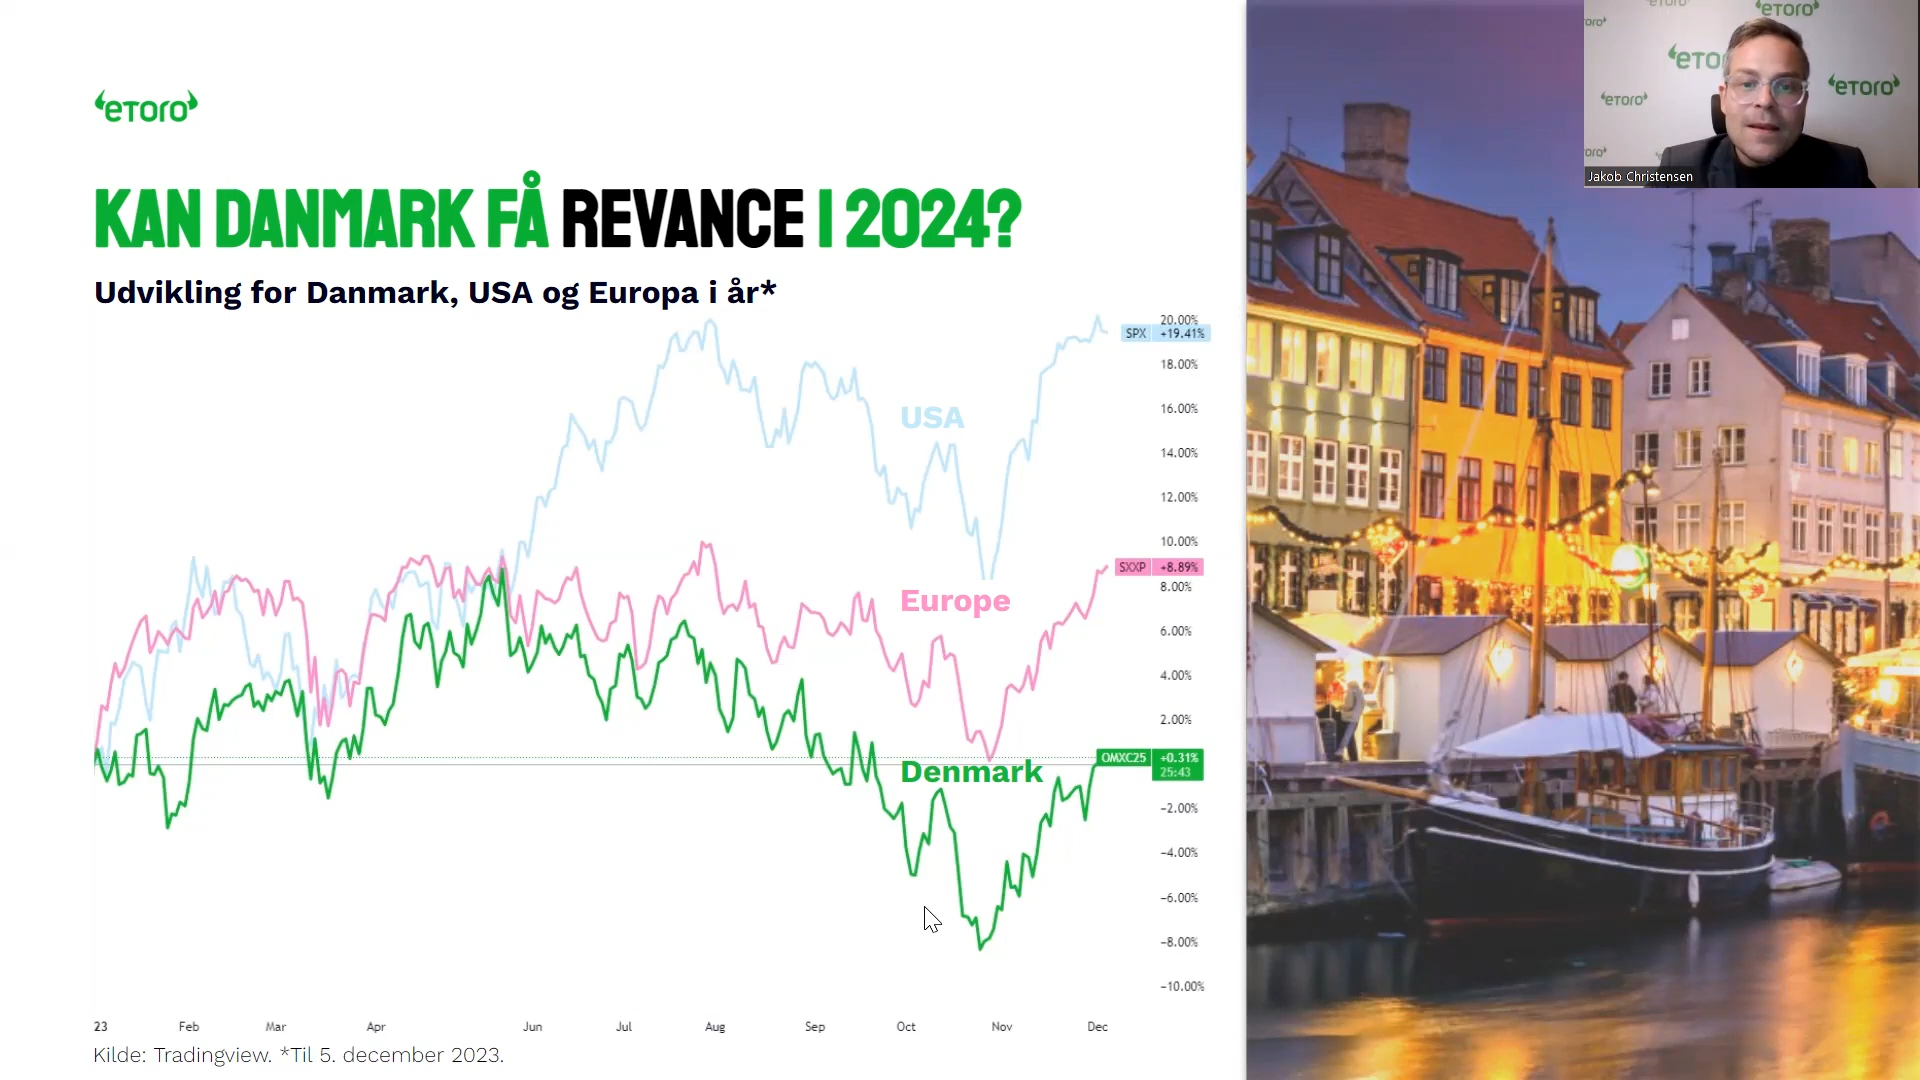 eToro
KAN DANMARK FÅ REVANCE I 2024?
Udvikling for Danmark, USA og Europa i år*
20.00%
SPX +19.41%
18.00%
16.00%
USA
14.00%
12.00%
10.00%
SXXP +8.89%
8.00%
Europe
6.00%
4.00%
2.00%
OMXC25 +0.31%
25:43
Denmark
−2.00%
−4.00%
−6.00%
−8.00%
−10.00%
23 Feb Mar Apr Jun Jul Aug Sep Oct Nov Dec
Kilde: Tradingview. *Til 5. december 2023.
eToro
eToro
eToro
Jakob Christensen